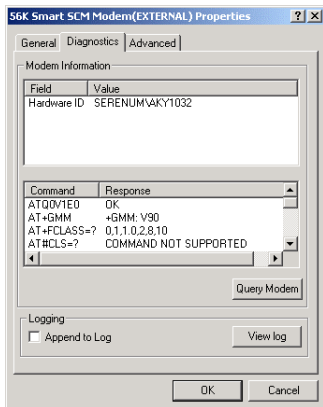 56K Smart SCM Modem(EXTERNAL) Properties
General Diagnostics Advanced
Modem Information
Field Value
Hardware ID SERENUM\AKY1032
Command Response
ATQ0V1E0 OK
AT+GMM +GMM: V90
AT+FCLASS=? 0,1,1.0,2,8,10
AT#CLS=? COMMAND NOT SUPPORTED
Query Modem
Logging
Append to Log
View log
OK Cancel